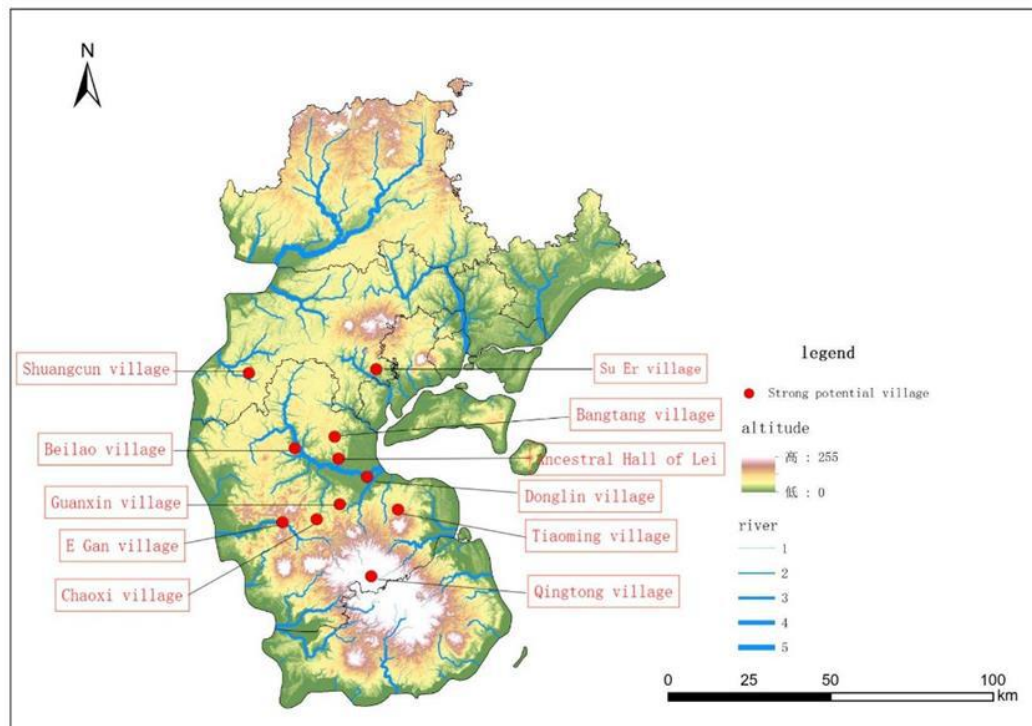 N
Shuangcun village
Su Er village
Bangtang village
Beilao village
Ancestral Hall of Lei
Guanxin village
Donglin village
E Gan village
Tiaoming village
Chaoxi village
Qingtong village
legend
Strong potential village
altitude
高 : 255
低 : 0
river
1
2
3
4
5
0 25 50 100
km